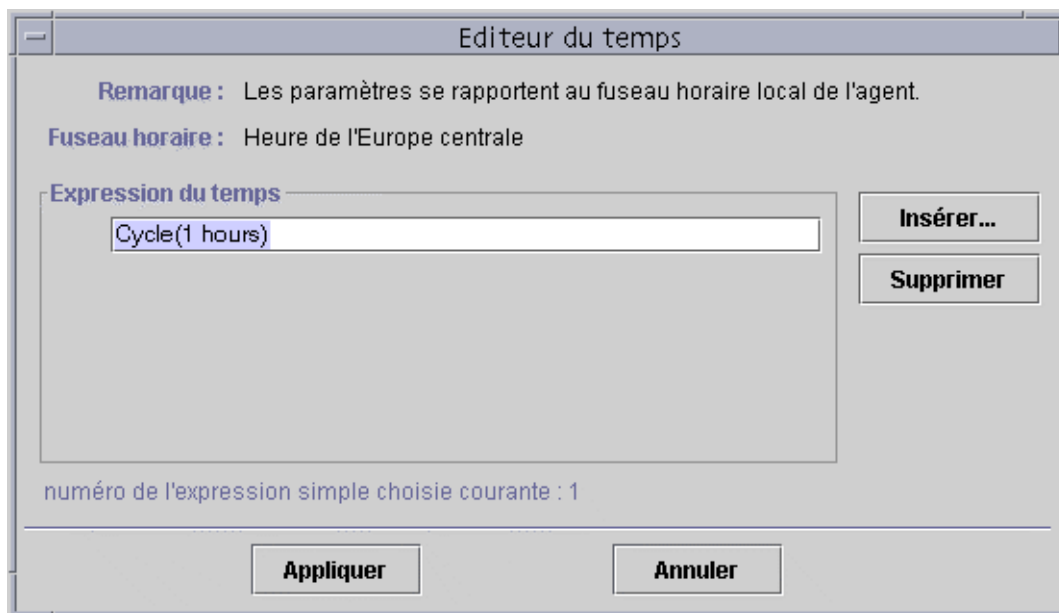 Editeur du temps
Remarque : Les paramètres se rapportent au fuseau horaire local de l'agent.
Fuseau horaire : Heure de l'Europe centrale
Expression du temps
Cycle(1 hours)
Insérer...
Supprimer
numéro de l'expression simple choisie courante : 1
Appliquer Annuler